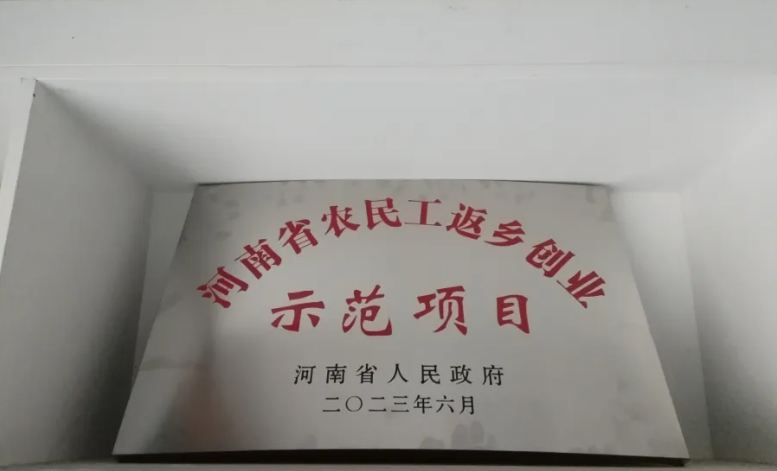 河南省农民工返乡创业
示范项目
河南省人民政府
二〇二三年六月